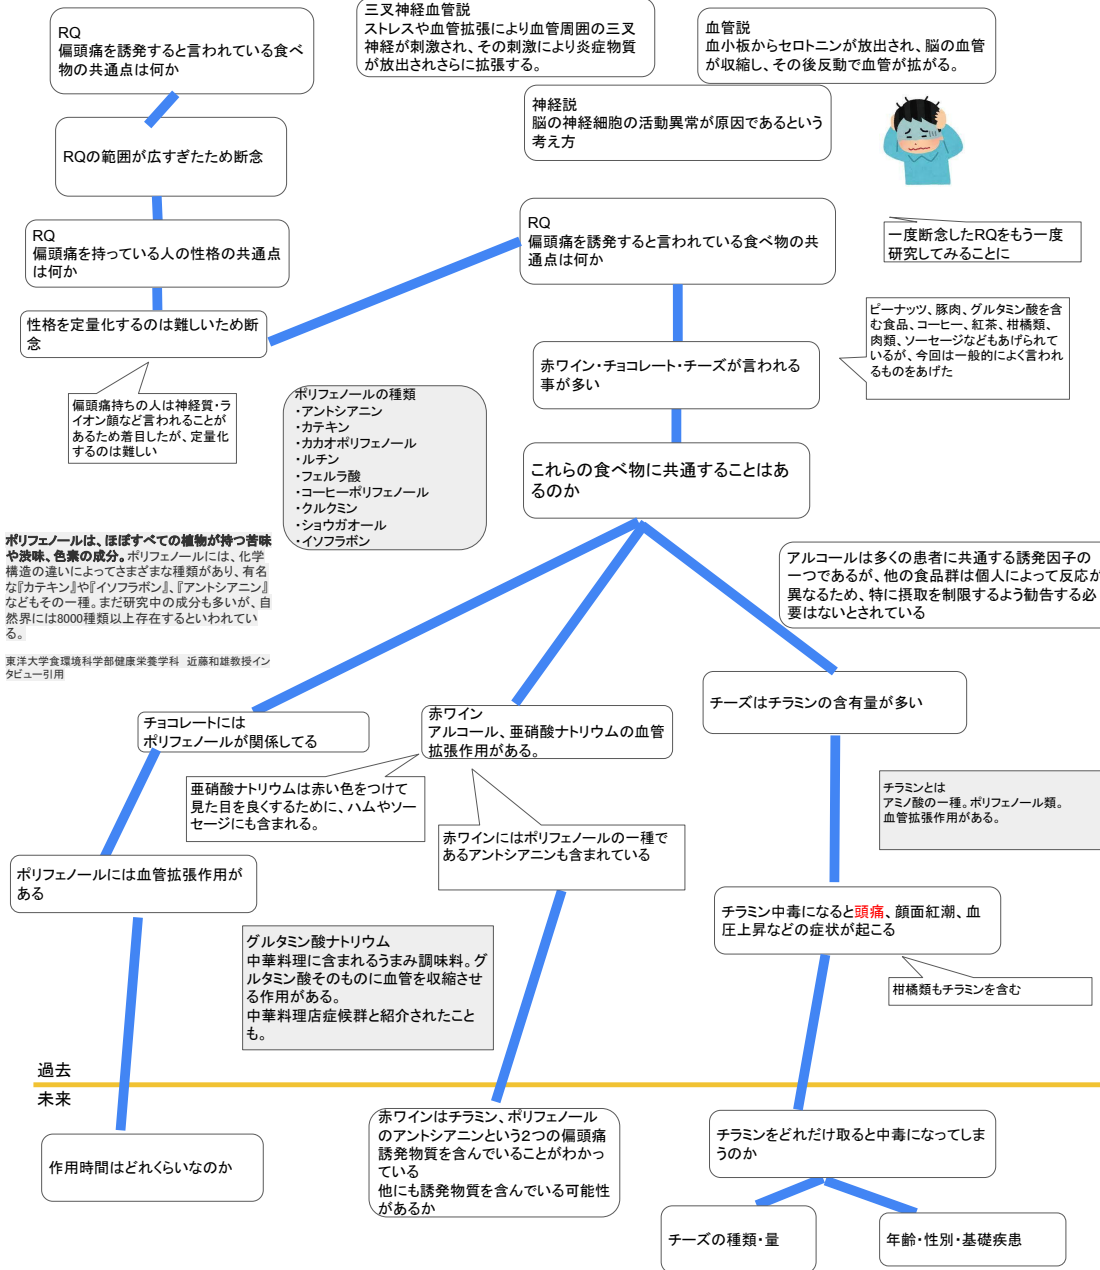 RQ
偏頭痛を誘発すると言われている食べ
物の共通点は何か
三叉神経血管説
ストレスや血管拡張により血管周囲の三叉
神経が刺激され、その刺激により炎症物質
が放出されさらに拡張する。
血管説
血小板からセロトニンが放出され、脳の血管
が収縮し、その後反動で血管が拡がる。
神経説
脳の神経細胞の活動異常が原因であるという
考え方
RQの範囲が広すぎたため断念
RQ
偏頭痛を持っている人の性格の共通点
は何か
RQ
偏頭痛を誘発すると言われている食べ物の共
通点は何か
一度断念したRQをもう一度
研究してみることに
性格を定量化するのは難しいため断
念
ピーナッツ、豚肉、グルタミン酸を含
む食品、コーヒー、紅茶、柑橘類、
肉類、ソーセージなどもあげられて
いるが、今回は一般的によく言われ
るものをあげた
赤ワイン・チョコレート・チーズが言われる
事が多い
偏頭痛持ちの人は神経質・ラ
イオン顔など言われることが
あるため着目したが、定量化
するのは難しい
ポリフェノールの種類
・アントシアニン
・カテキン
・カカオポリフェノール
・ルチン
・フェルラ酸
・コーヒーポリフェノール
・クルクミン
・ショウガオール
・イソフラボン
これらの食べ物に共通することはあ
るのか
ポリフェノールは、ほぼすべての植物が持つ苦味
や渋味、色素の成分。ポリフェノールには、化学
構造の違いによってさまざまな種類があり、有名
な『カテキン』や『イソフラボン』、『アントシアニン』
などもその一種。まだ研究中の成分も多いが、自
然界には8000種類以上存在するといわれてい
る。
東洋大学食環境科学部健康栄養学科 近藤和雄教授イン
タビュー引用
アルコールは多くの患者に共通する誘発因子の
一つであるが、他の食品群は個人によって反応が
異なるため、特に摂取を制限するよう勧告する必
要はないとされている
チョコレートには
ポリフェノールが関係してる
赤ワイン
アルコール、亜硝酸ナトリウムの血管
拡張作用がある。
チーズはチラミンの含有量が多い
亜硝酸ナトリウムは赤い色をつけて
見た目を良くするために、ハムやソー
セージにも含まれる。
赤ワインにはポリフェノールの一種で
あるアントシアニンも含まれている
チラミンとは
アミノ酸の一種。ポリフェノール類。
血管拡張作用がある。
ポリフェノールには血管拡張作用が
ある
チラミン中毒になると頭痛、顔面紅潮、血
圧上昇などの症状が起こる
グルタミン酸ナトリウム
中華料理に含まれるうまみ調味料。グ
ルタミン酸そのものに血管を収縮させ
る作用がある。
中華料理店症候群と紹介されたこと
も。
柑橘類もチラミンを含む
過去
未来
作用時間はどれくらいなのか
赤ワインはチラミン、ポリフェノール
のアントシアニンという２つの偏頭痛
誘発物質を含んでいることがわかっ
ている
他にも誘発物質を含んでいる可能性
があるか
チラミンをどれだけ取ると中毒になってしま
うのか
チーズの種類・量
年齢・性別・基礎疾患